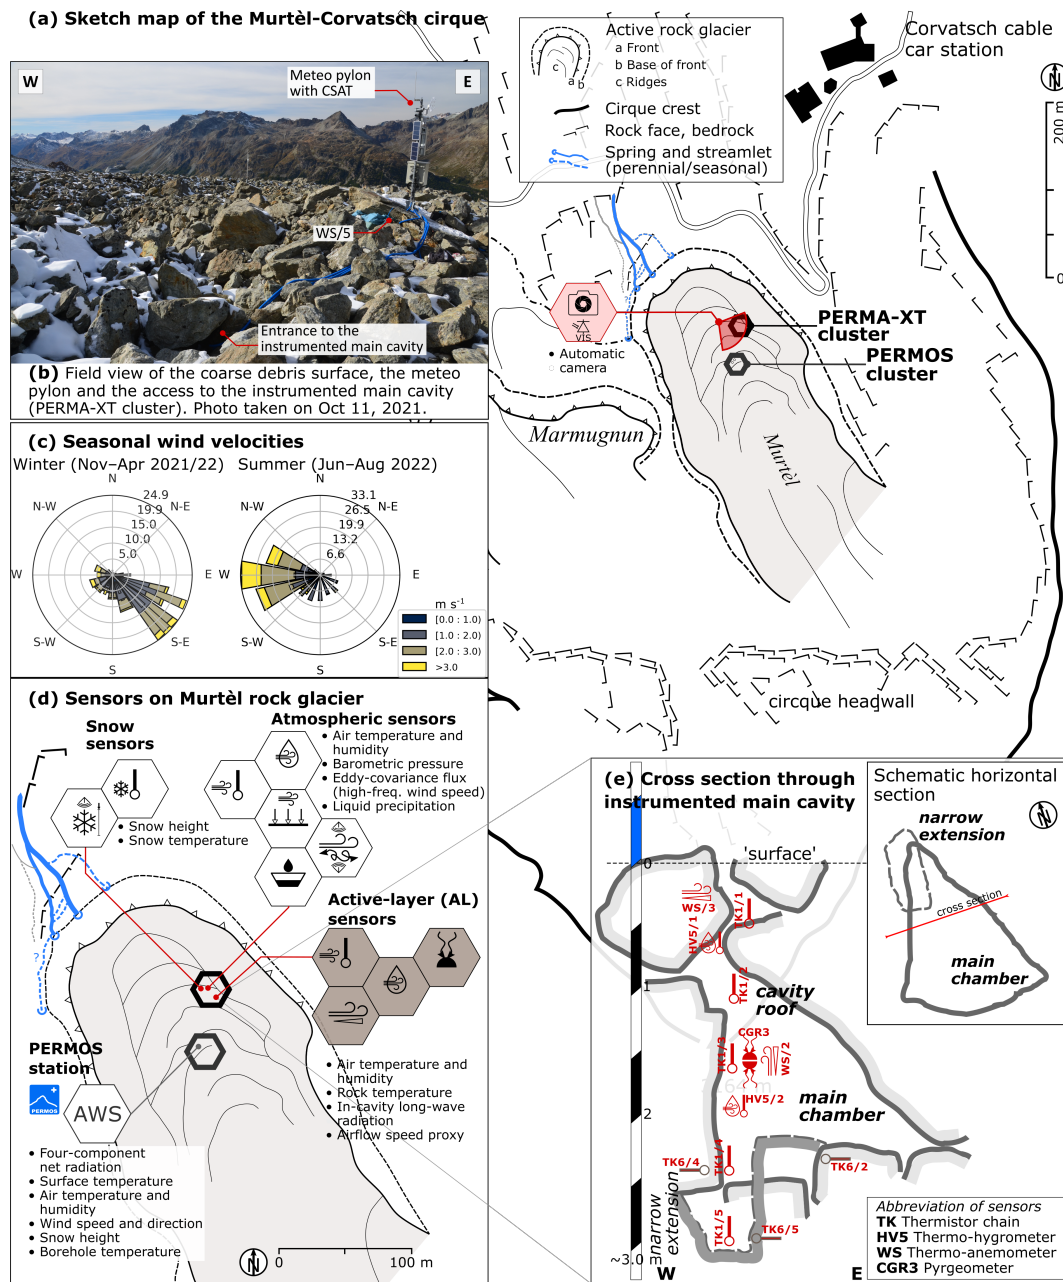 (a) Sketch map of the Murtèl-Corvatsch cirque
Active rock glacier
a Front
b Base of front
c Ridges
c
a
b
Cirque crest
Rock face, bedrock
Spring and streamlet
(perennial/seasonal)
Corvatsch cable
car station
N
200 m
0
W
E
Meteo pylon
with CSAT
WS/5
Entrance to the
instrumented main cavity
(b) Field view of the coarse debris surface, the meteo
pylon and the access to the instrumented main cavity
(PERMA-XT cluster). Photo taken on Oct 11, 2021.
VIS
• Automatic
camera
?
PERMA-XT
cluster
PERMOS
cluster
Marmugnun
Murtèl
circque headwall
(c) Seasonal wind velocities
Winter (Nov–Apr 2021/22)
N
N-E
E
S-E
S
S-W
W
N-W
24.9
19.9
15.0
10.0
5.0
Summer (Jun–Aug 2022)
N
N-E
E
S-E
S
S-W
W
N-W
33.1
26.5
19.9
13.2
6.6
m s⁻¹
[0.0 : 1.0)
[1.0 : 2.0)
[2.0 : 3.0)
>3.0
(d) Sensors on Murtèl rock glacier
Snow
sensors
• Snow height
• Snow temperature
Atmospheric sensors
• Air temperature and
humidity
• Barometric pressure
• Eddy-covariance flux
(high-freq. wind speed)
• Liquid precipitation
Active-layer (AL)
sensors
• Air temperature and
humidity
• Rock temperature
• In-cavity long-wave
radiation
• Airflow speed proxy
?
PERMOS
station
PERMOS
AWS
• Four-component
net radiation
• Surface temperature
• Air temperature and
humidity
• Wind speed and direction
• Snow height
• Borehole temperature
N
0
100 m
(e) Cross section through
instrumented main cavity
'surface'
0
1
2
~3.0
WS/3
TK1/1
HV5/1
TK1/2
cavity
roof
CGR3
TK1/3
WS/2
HV5/2
main
chamber
TK1/4
TK6/4
TK6/2
TK1/5
TK6/5
narrow
extension
W
E
Schematic horizontal
section
N
narrow
extension
cross section
main
chamber
Abbreviation of sensors
TK Thermistor chain
HV5 Thermo-hygrometer
WS Thermo-anemometer
CGR3 Pyrgeometer